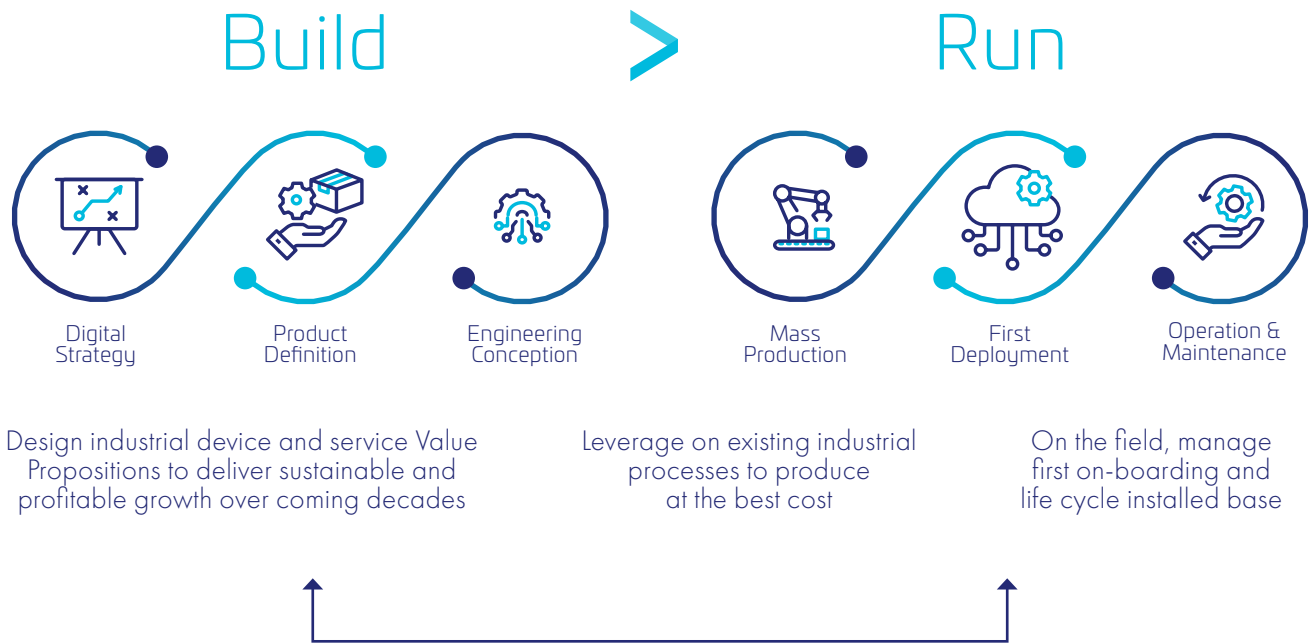 Build > Run
Digital
Strategy
Product
Definition
Engineering
Conception
Mass
Production
First
Deployment
Operation &
Maintenance
Design industrial device and service Value
Propositions to deliver sustainable and
profitable growth over coming decades
Leverage on existing industrial
processes to produce
at the best cost
On the field, manage
first on-boarding and
life cycle installed base